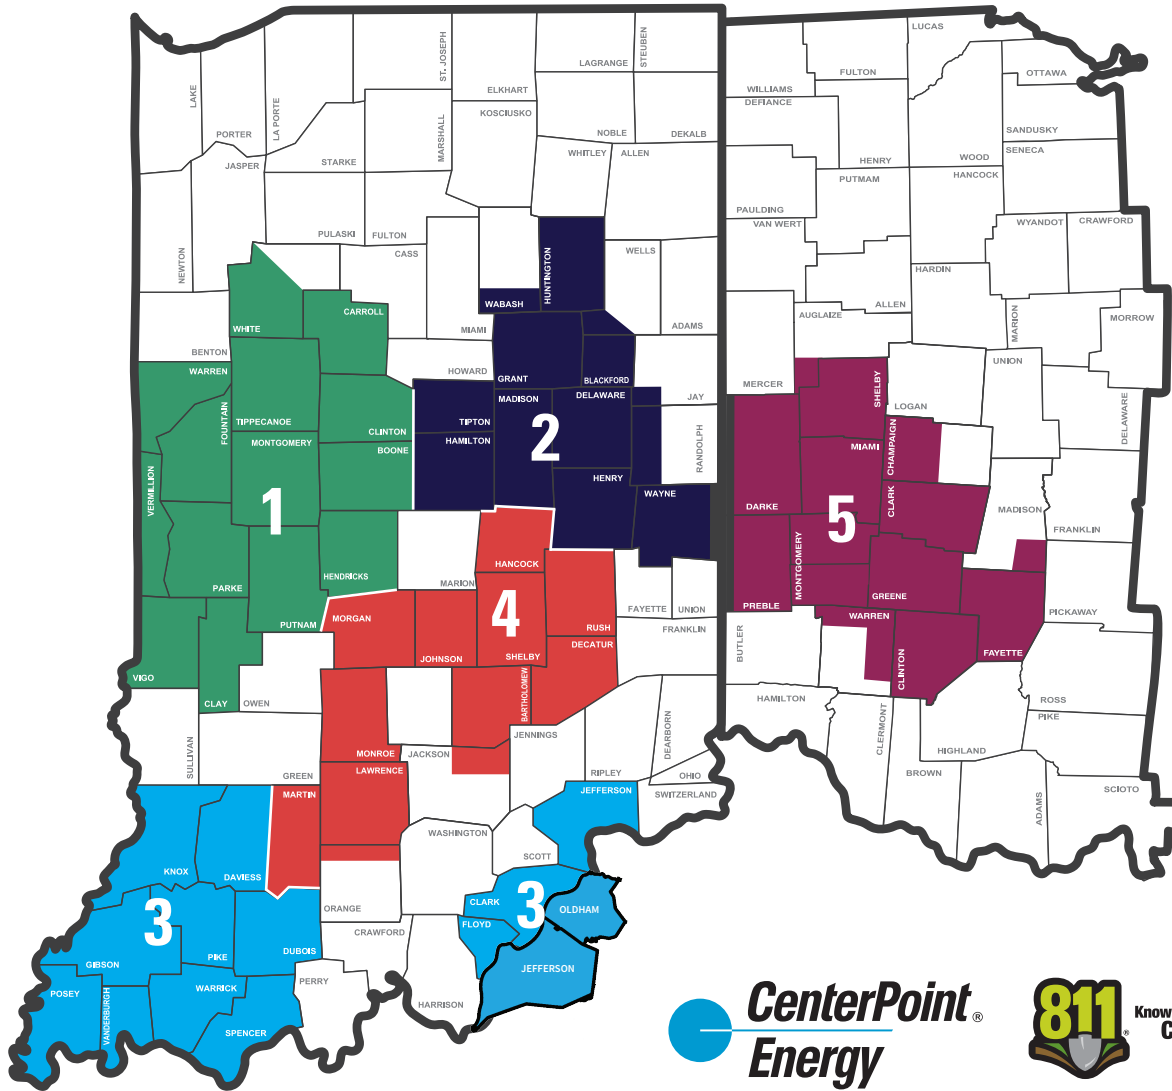 LUCAS
STEUBEN
ST. JOSEPH
LAGRANGE
FULTON
OTTAWA
LAKE
ELKHART
WILLIAMS
DEFIANCE
LA PORTE
KOSCIUSKO
PORTER
MARSHALL
NOBLE
DEKALB
SANDUSKY
SENECA
JASPER
STARKE
WHITLEY
ALLEN
HENRY
WOOD
HANCOCK
PUTMAM
PAULDING
VAN WERT
WYANDOT
CRAWFORD
PULASKI
FULTON
CASS
NEWTON
HUNTINGTON
WELLS
HARDIN
WABASH
ALLEN
CARROLL
AUGLAIZE
MARION
MORROW
WHITE
MIAMI
ADAMS
BENTON
WARREN
HOWARD
GRANT
BLACKFORD
UNION
MERCER
SHELBY
MADISON
DELAWARE
JAY
LOGAN
DELAWARE
FOUNTAIN
TIPPECANOE
MONTGOMERY
CLINTON
BOONE
TIPTON
HAMILTON
2
RANDOLPH
MIAMI
CHAMPAIGN
VERMILLION
1
HENRY
WAYNE
DARKE
5
CLARK
MADISON
FRANKLIN
PARKE
HENDRICKS
MARION
HANCOCK
MONTGOMERY
PREBLE
GREENE
PUTNAM
MORGAN
4
RUSH
DECATUR
FAYETTE
UNION
FRANKLIN
WARREN
PICKAWAY
JOHNSON
SHELBY
BUTLER
CLINTON
FAYETTE
VIGO
CLAY
OWEN
BARTHOLOMEW
HAMILTON
ROSS
PIKE
SULLIVAN
MONROE
LAWRENCE
JACKSON
JENNINGS
DEARBORN
CLERMONT
HIGHLAND
GREEN
RIPLEY
OHIO
SWITZERLAND
BROWN
MARTIN
JEFFERSON
ADAMS
SCIOTO
WASHINGTON
SCOTT
KNOX
DAVIESS
ORANGE
CLARK
3
OLDHAM
3
FLOYD
CRAWFORD
GIBSON
PIKE
DUBOIS
JEFFERSON
POSEY
VANDERBURGH
WARRICK
PERRY
HARRISON
SPENCER
CenterPoint®
Energy
811®
Know
C